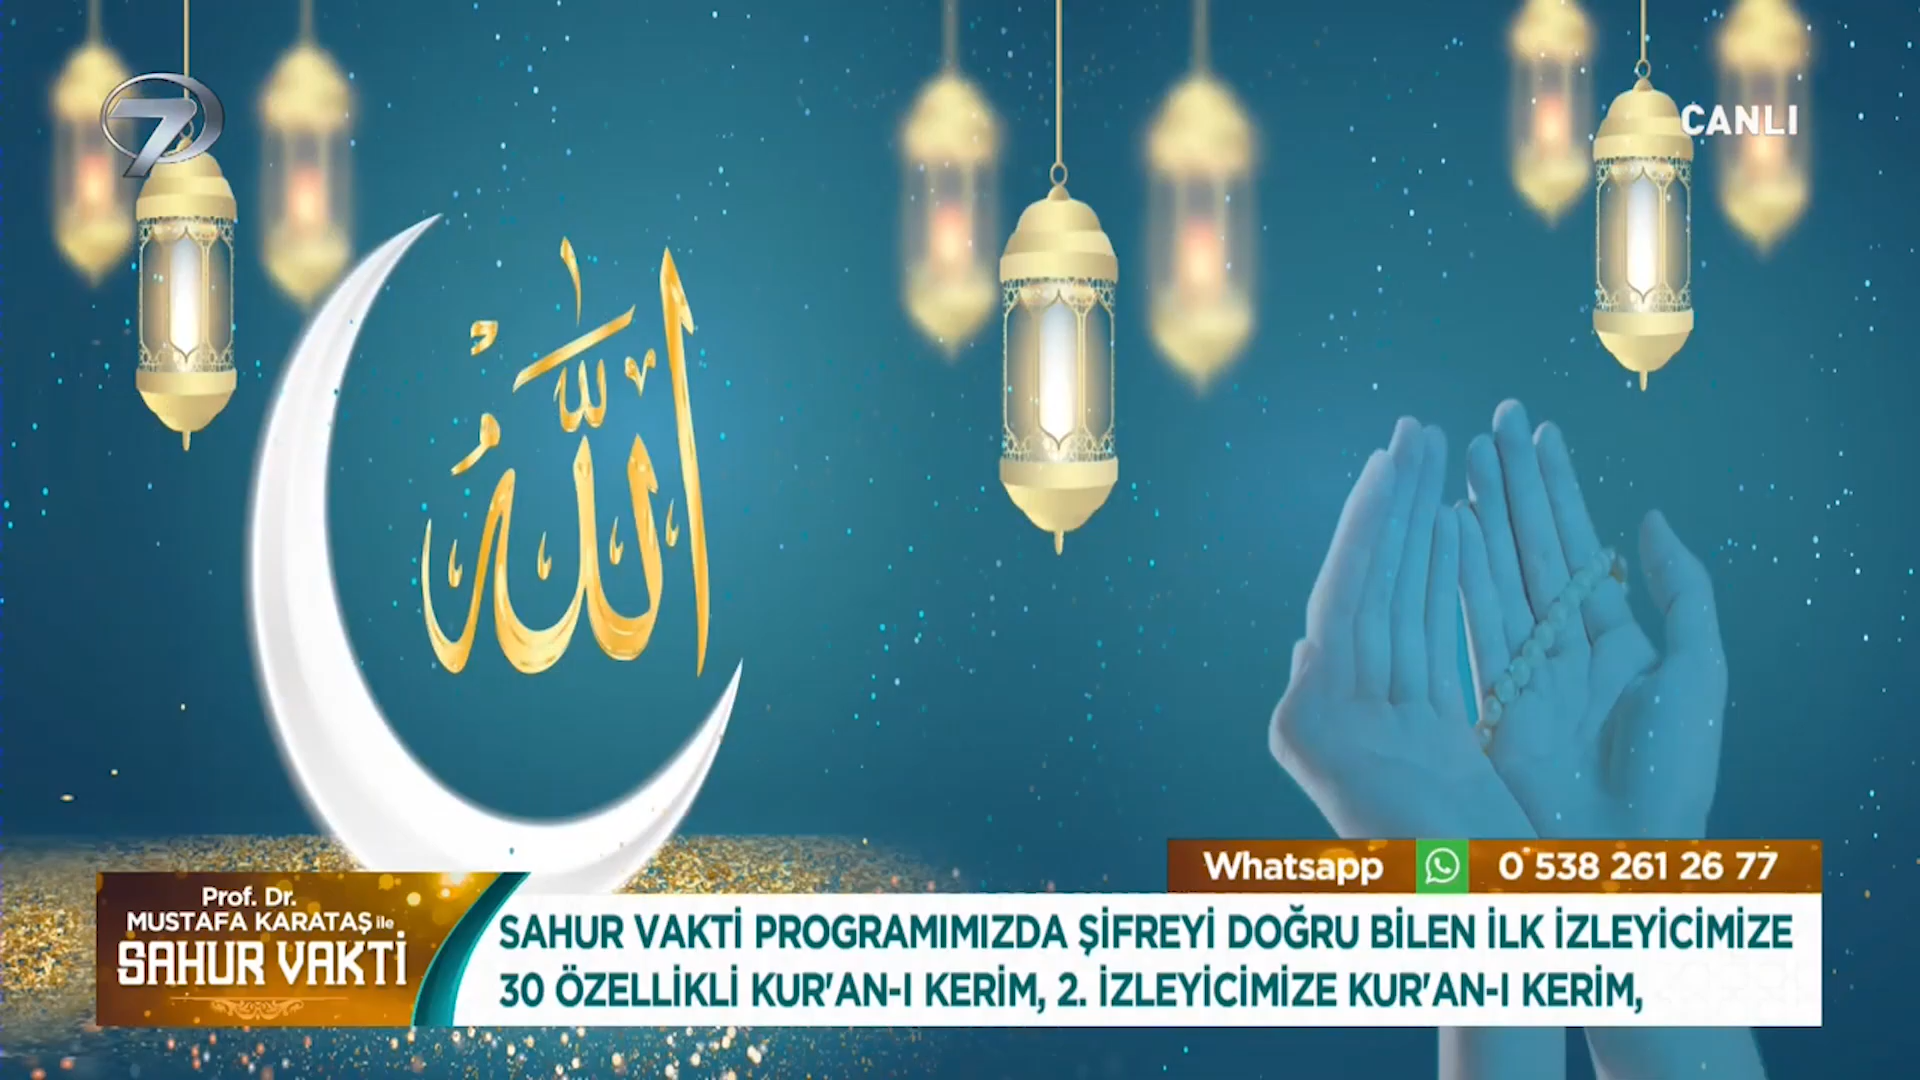 7
CANLI
اللّٰهُ
Whatsapp 0 538 261 26 77
Prof. Dr.
MUSTAFA KARATAŞ ile
SAHUR VAKTİ
SAHUR VAKTİ PROGRAMIMIZDA ŞİFREYİ DOĞRU BİLEN İLK İZLEYİCİMİZE
30 ÖZELLİKLİ KUR'AN-I KERİM, 2. İZLEYİCİMİZE KUR'AN-I KERİM,